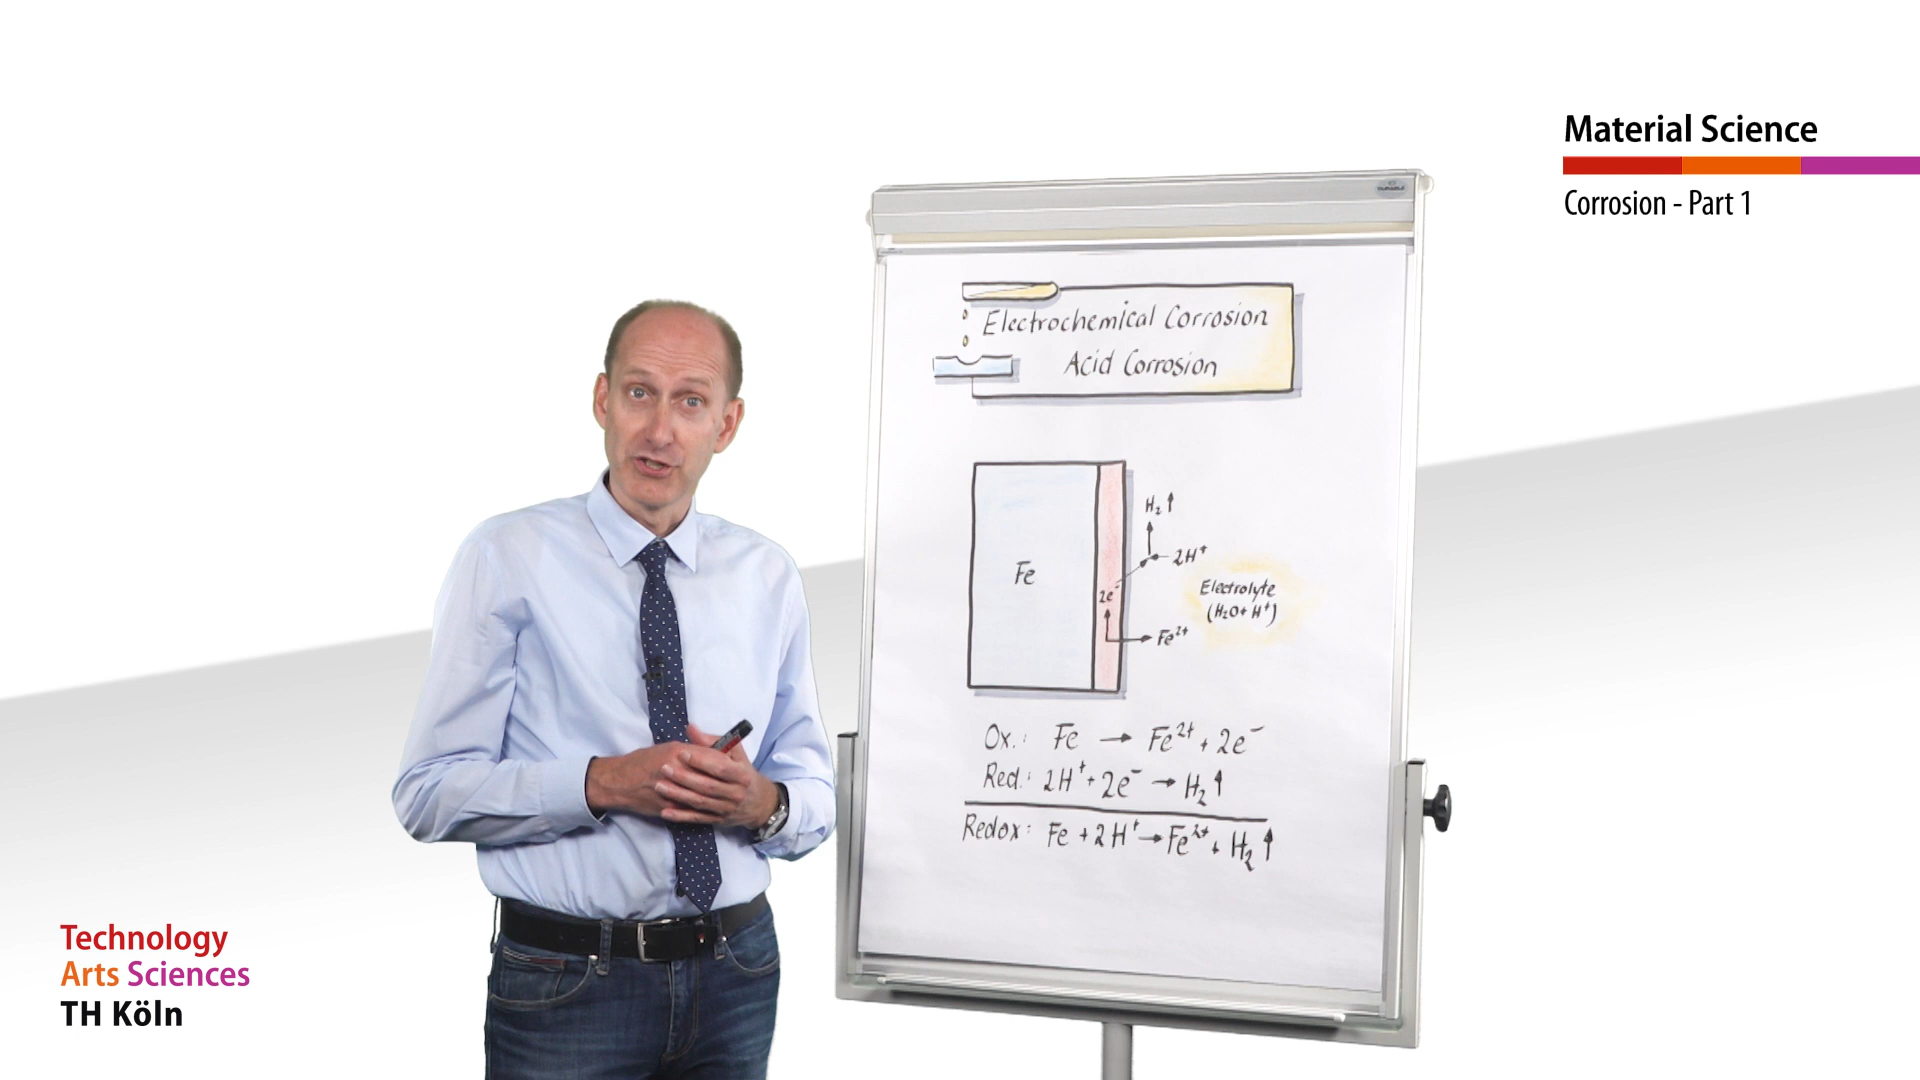 Material Science
Corrosion - Part 1
Electrochemical Corrosion
Acid Corrosion
H₂↑
2H⁺
Fe
2e⁻
Electrolyte
(H₂O+ H⁺)
Fe²⁺
Ox.: Fe → Fe²⁺ + 2e⁻
Red.: 2H⁺ + 2e⁻ → H₂↑
Redox: Fe + 2H⁺ → Fe²⁺ + H₂↑
Technology
Arts Sciences
TH Köln